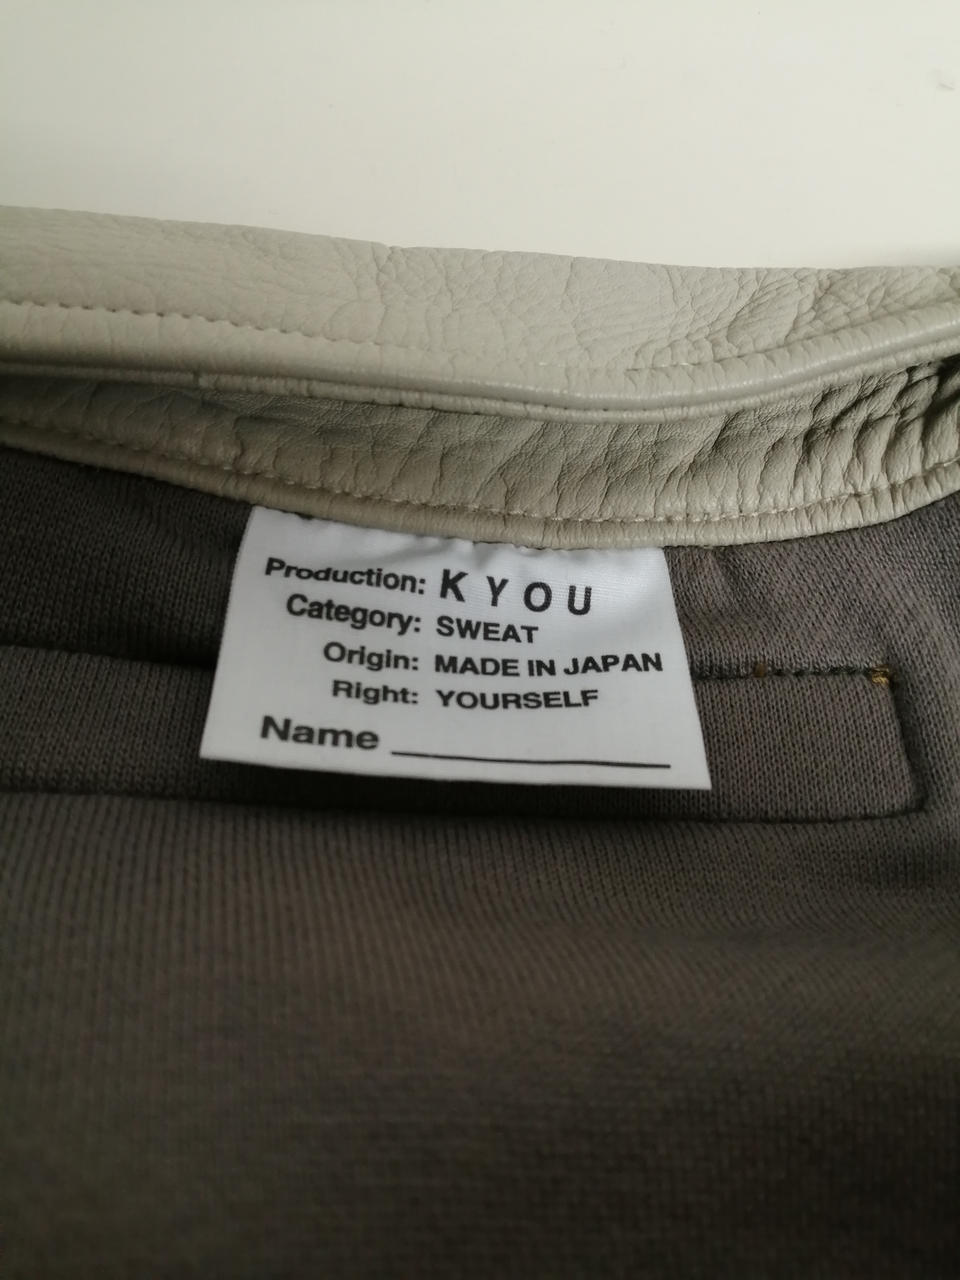 Production: KYOU
Category: SWEAT
Origin: MADE IN JAPAN
Right: YOURSELF
Name